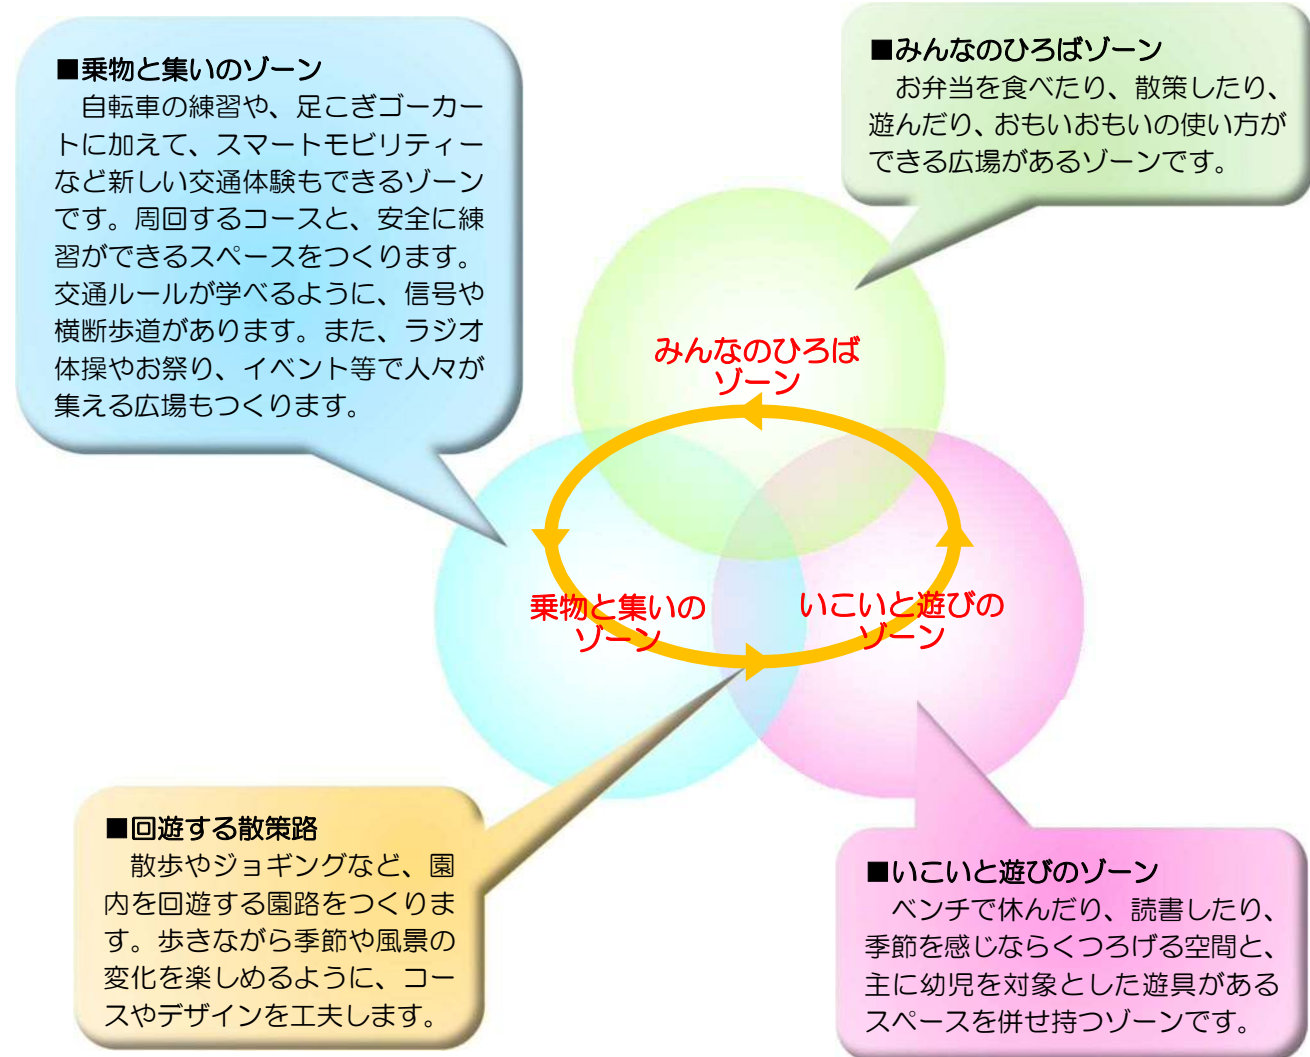 ■乗物と集いのゾーン
自転車の練習や、足こぎゴーカー
トに加えて、スマートモビリティー
など新しい交通体験もできるゾーン
です。周回するコースと、安全に練
習ができるスペースをつくります。
交通ルールが学べるように、信号や
横断歩道があります。また、ラジオ
体操やお祭り、イベント等で人々が
集える広場もつくります。
■みんなのひろばゾーン
お弁当を食べたり、散策したり、
遊んだり、おもいおもいの使い方が
できる広場があるゾーンです。
みんなのひろば
ゾーン
乗物と集いの
ゾーン
いこいと遊びの
ゾーン
■回遊する散策路
散歩やジョギングなど、園
内を回遊する園路をつくりま
す。歩きながら季節や風景の
変化を楽しめるように、コー
スやデザインを工夫します。
■いこいと遊びのゾーン
ベンチで休んだり、読書したり、
季節を感じならくつろげる空間と、
主に幼児を対象とした遊具がある
スペースを併せ持つゾーンです。